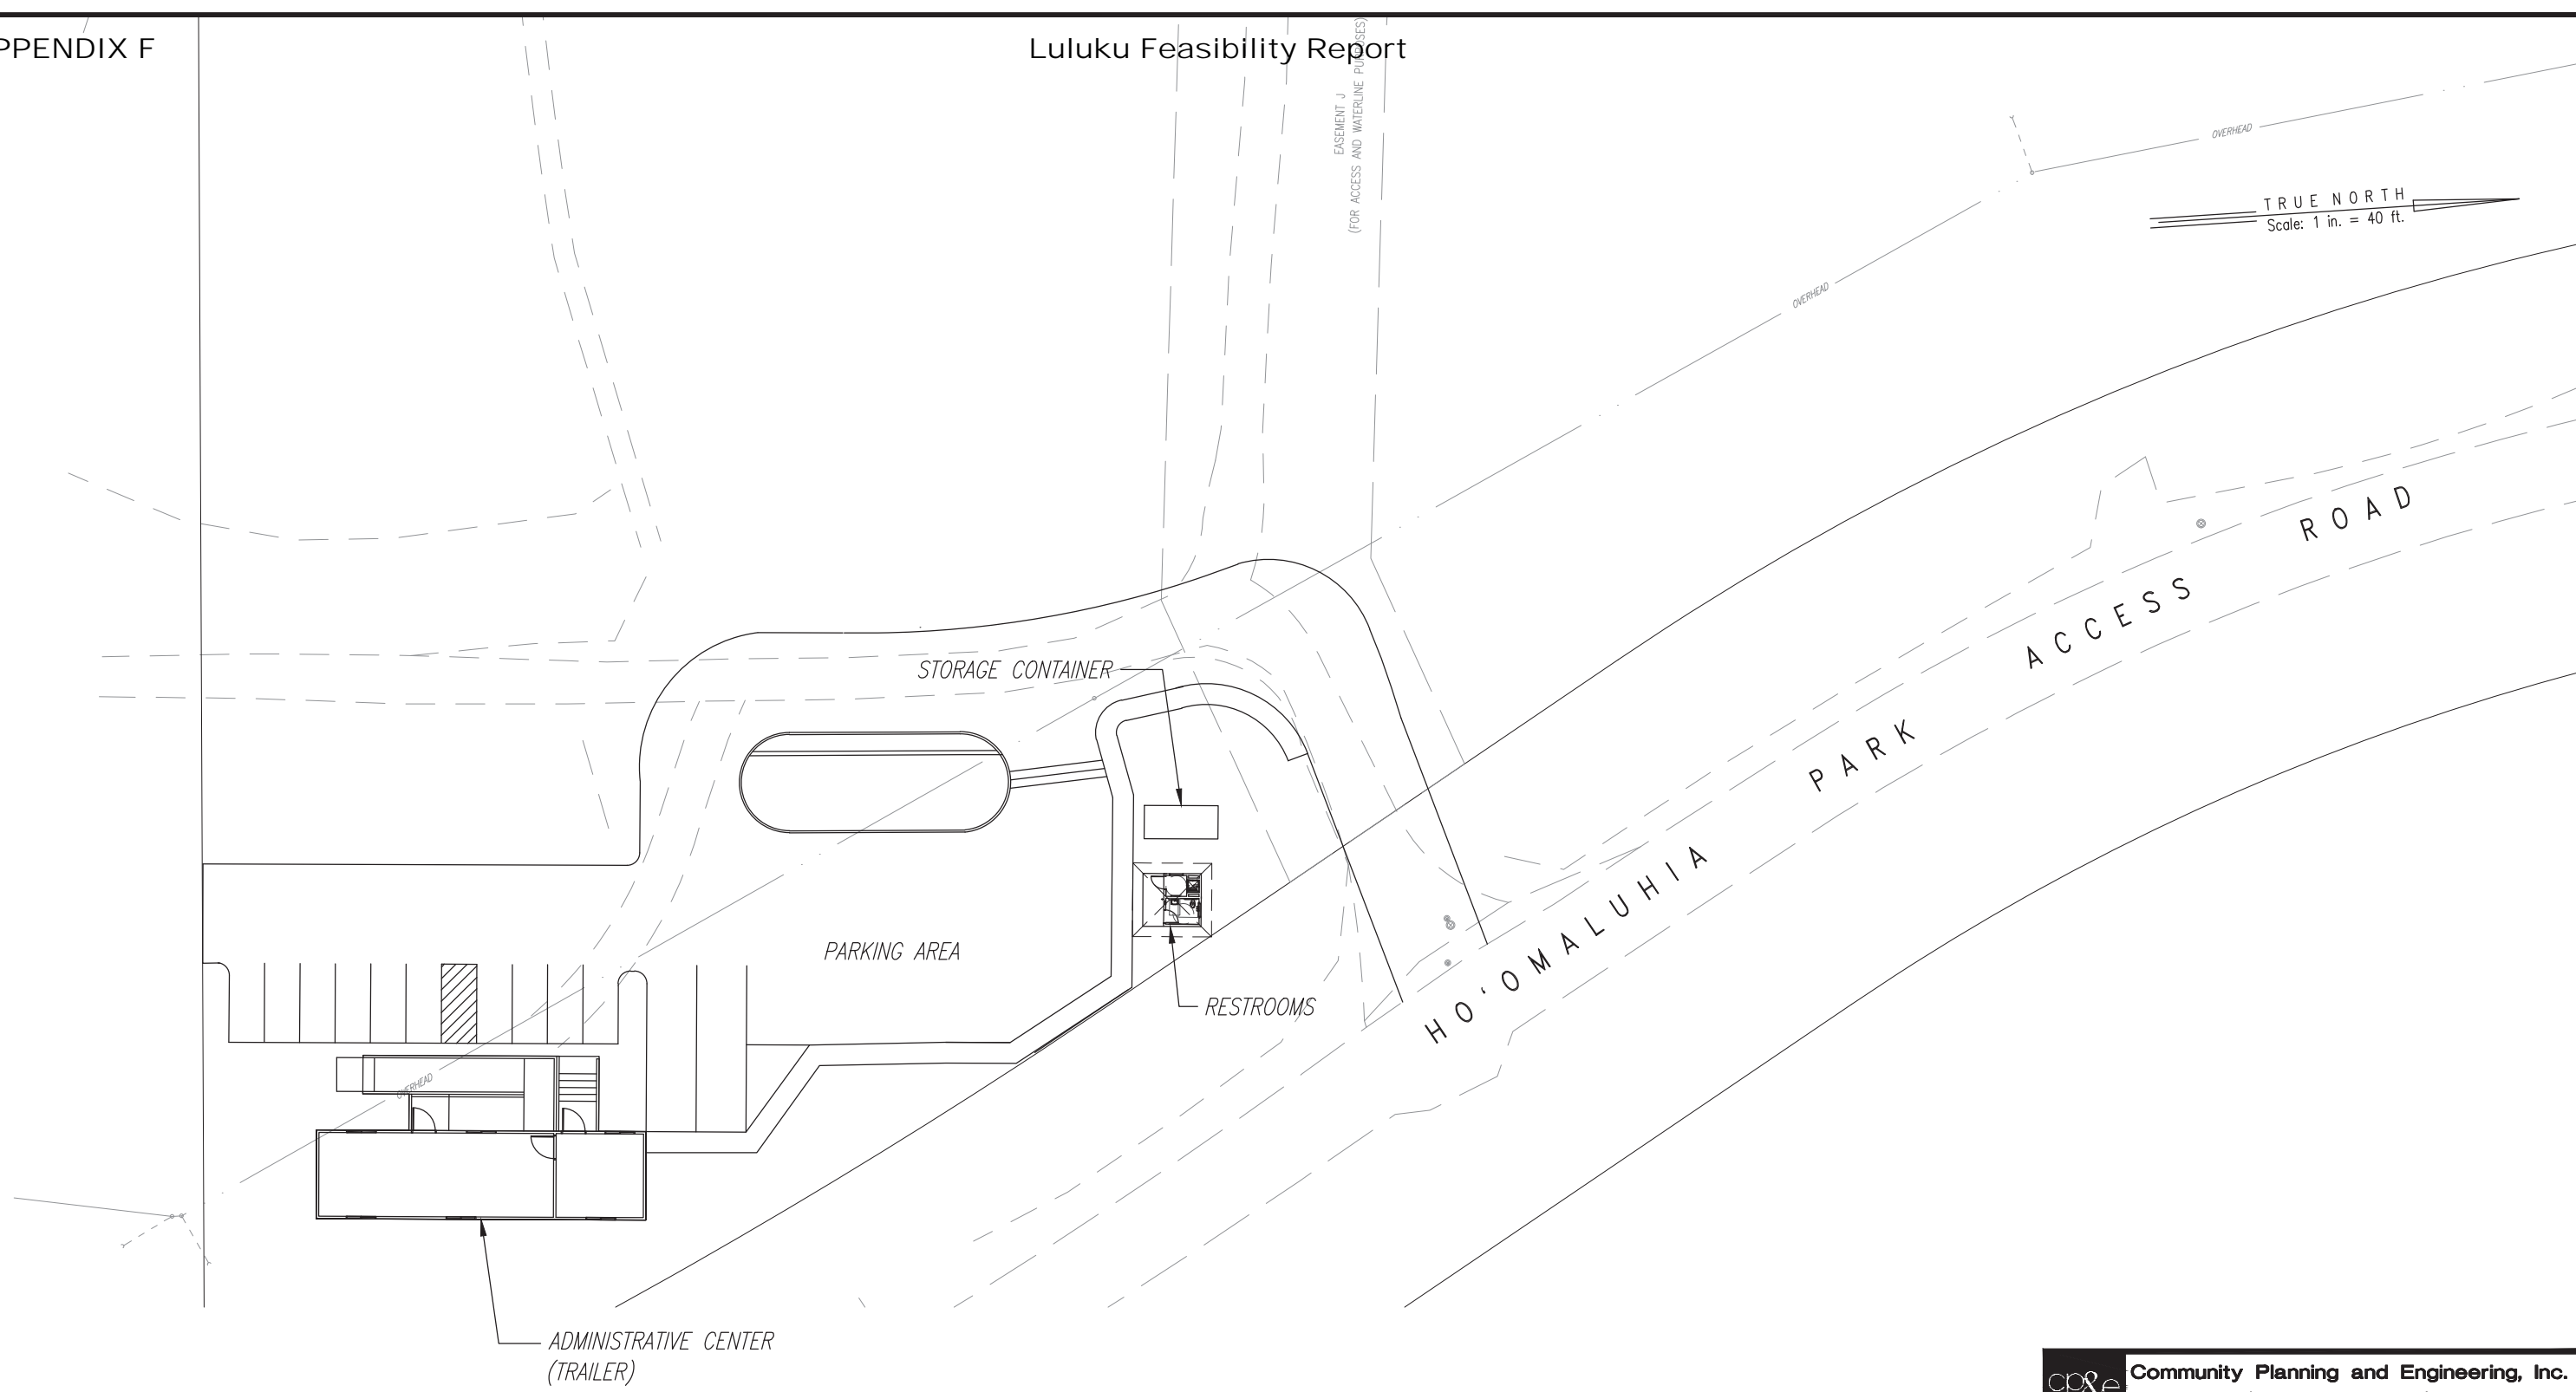 PPENDIX F
Luluku Feasibility Report
EASEMENT J
(FOR ACCESS AND WATERLINE PURPOSES)
OVERHEAD
TRUE NORTH
Scale: 1 in. = 40 ft.
OVERHEAD
HO'OMALUHIA PARK ACCESS ROAD
STORAGE CONTAINER
PARKING AREA
RESTROOMS
OVERHEAD
ADMINISTRATIVE CENTER
(TRAILER)
cp&e
Community Planning and Engineering, Inc.